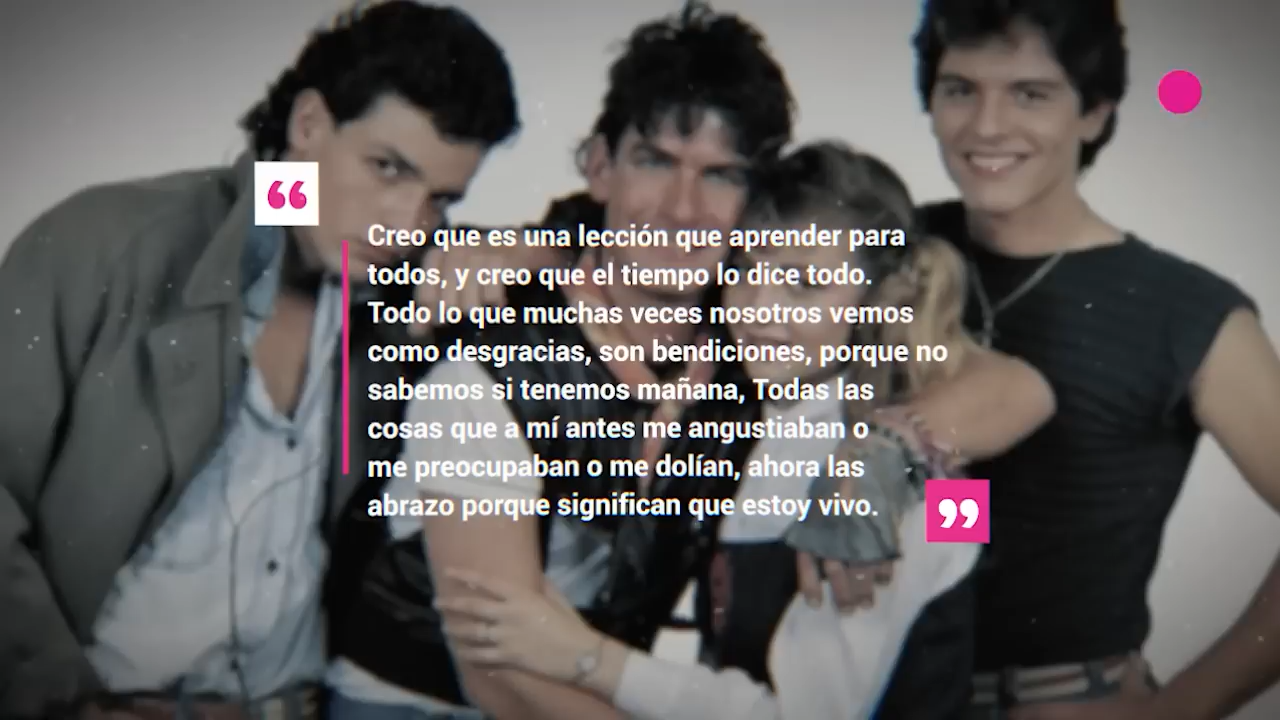 “
Creo que es una lección que aprender para
todos, y creo que el tiempo lo dice todo.
Todo lo que muchas veces nosotros vemos
como desgracias, son bendiciones, porque no
sabemos si tenemos mañana, Todas las
cosas que a mí antes me angustiaban o
me preocupaban o me dolían, ahora las
abrazo porque significan que estoy vivo.
”